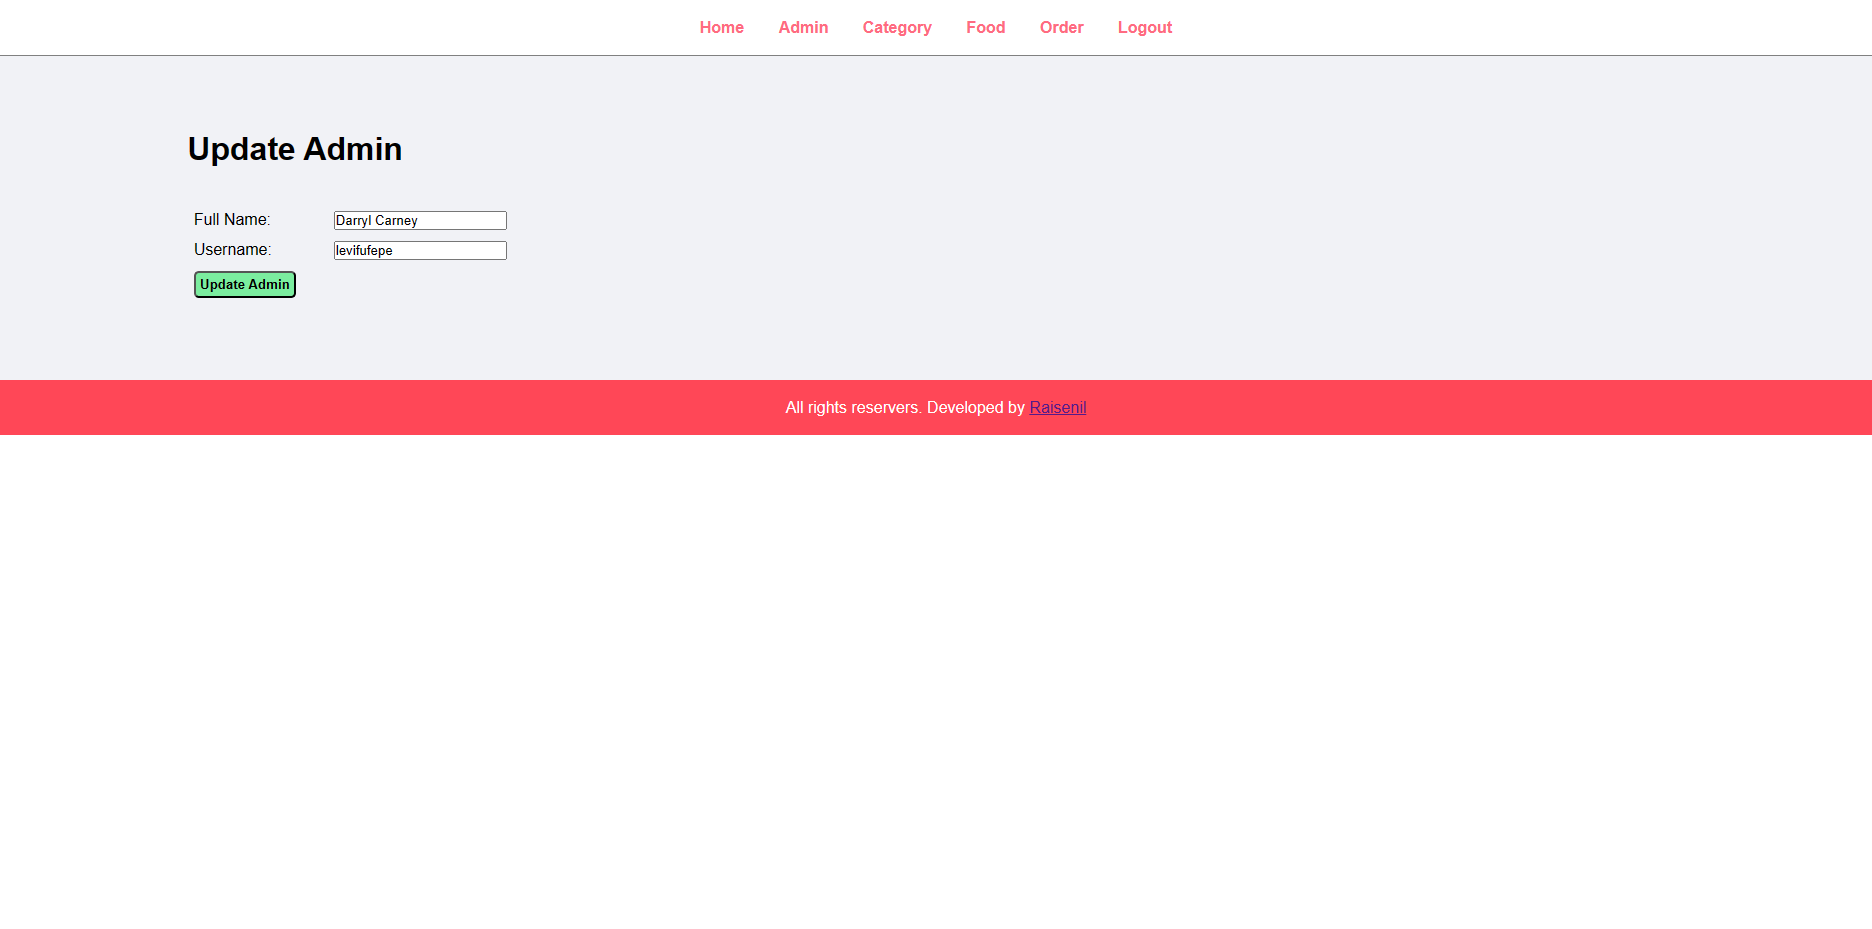 Home Admin Category Food Order Logout
Update Admin
Full Name: Darryl Carney
Username: levifufepe
Update Admin
All rights reservers. Developed by Raisenil